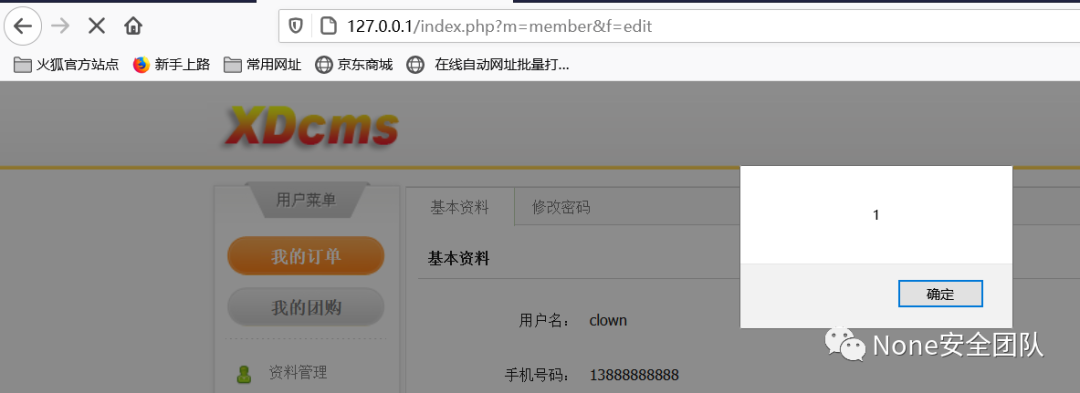 127.0.0.1/index.php?m=member&f=edit
火狐官方站点 新手上路 常用网址 京东商城 在线自动网址批量打...
XDcms
用户菜单
基本资料 修改密码
1
我的订单
基本资料
确定
我的团购
用户名： clown
None安全团队
资料管理
手机号码： 13888888888